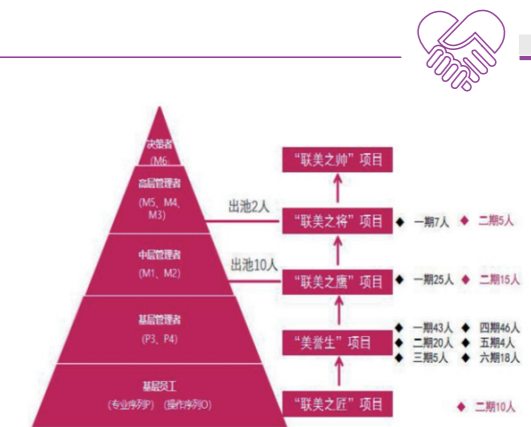 决策者
(M6)
"联美之帅"项目
高层管理者
(M5、M4、
M3)
出池2人
"联美之将"项目
◆ 一期7人 ◆ 二期5人
中层管理者
(M1、M2)
出池10人
"联美之鹰"项目
◆ 一期25人 ◆ 二期15人
基层管理者
(P3、P4)
"美誉生"项目
◆ 一期43人 ◆ 四期46人
◆ 二期20人 ◆ 五期4人
◆ 三期5人 ◆ 六期18人
基层员工
(专业序列P) (操作序列O)
"联美之匠"项目
◆ 二期10人